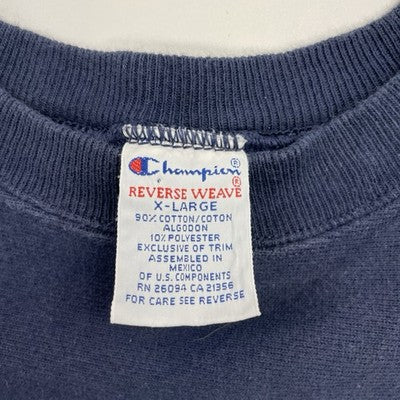 Champion®
REVERSE WEAVE®
X-LARGE
90% COTTON/COTON
ALGODON
10% POLYESTER
EXCLUSIVE OF TRIM
ASSEMBLED IN
MEXICO
OF U.S. COMPONENTS
RN 26094 CA 21356
FOR CARE SEE REVERSE